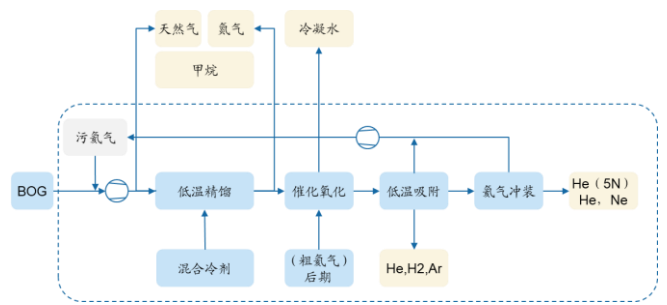 天然气
氮气
冷凝水
甲烷
污氦气
BOG
低温精馏
催化氧化
低温吸附
氦气冲装
He（5N）
He，Ne
混合冷剂
（粗氦气）
后期
He,H2,Ar